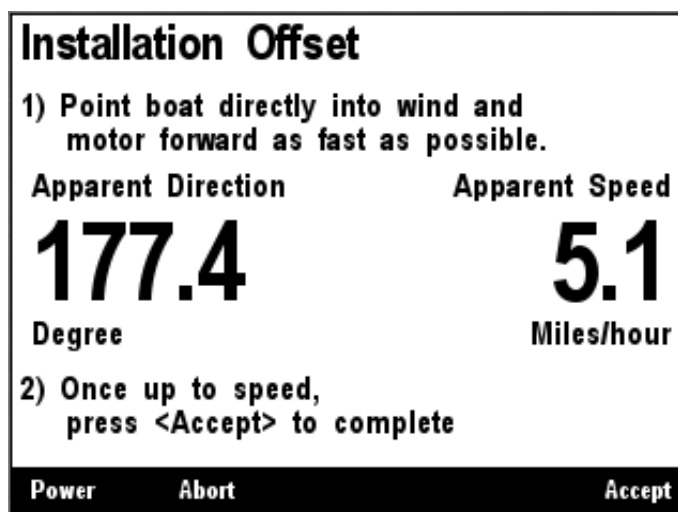 Installation Offset
1) Point boat directly into wind and
motor forward as fast as possible.
Apparent Direction Apparent Speed
177.4 5.1
Degree Miles/hour
2) Once up to speed,
press <Accept> to complete
Power Abort Accept